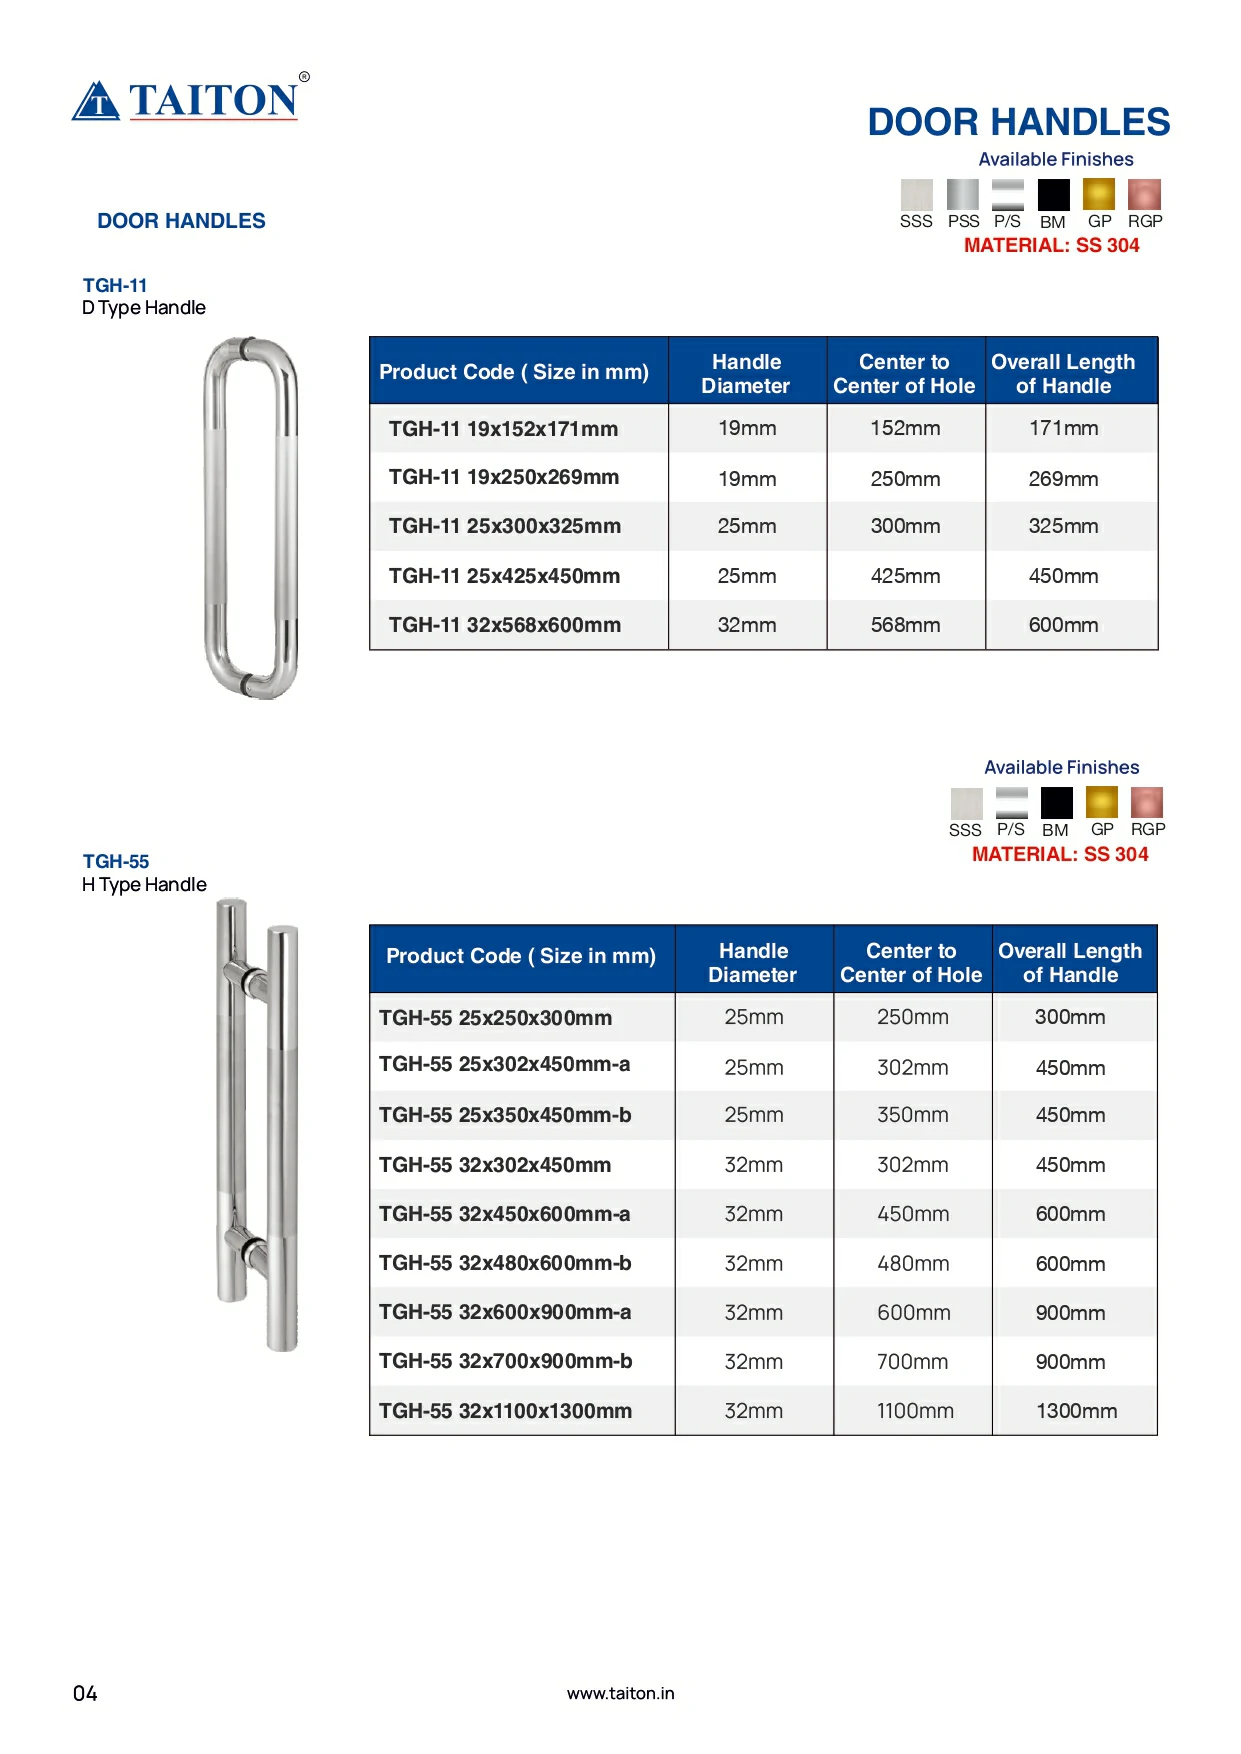 T TAITON ®
DOOR HANDLES
Available Finishes
SSS PSS P/S BM GP RGP
MATERIAL: SS 304
DOOR HANDLES
TGH-11
D Type Handle
Product Code ( Size in mm) Handle Diameter Center to Center of Hole Overall Length of Handle
TGH-11 19x152x171mm 19mm 152mm 171mm
TGH-11 19x250x269mm 19mm 250mm 269mm
TGH-11 25x300x325mm 25mm 300mm 325mm
TGH-11 25x425x450mm 25mm 425mm 450mm
TGH-11 32x568x600mm 32mm 568mm 600mm
Available Finishes
SSS P/S BM GP RGP
MATERIAL: SS 304
TGH-55
H Type Handle
Product Code ( Size in mm) Handle Diameter Center to Center of Hole Overall Length of Handle
TGH-55 25x250x300mm 25mm 250mm 300mm
TGH-55 25x302x450mm-a 25mm 302mm 450mm
TGH-55 25x350x450mm-b 25mm 350mm 450mm
TGH-55 32x302x450mm 32mm 302mm 450mm
TGH-55 32x450x600mm-a 32mm 450mm 600mm
TGH-55 32x480x600mm-b 32mm 480mm 600mm
TGH-55 32x600x900mm-a 32mm 600mm 900mm
TGH-55 32x700x900mm-b 32mm 700mm 900mm
TGH-55 32x1100x1300mm 32mm 1100mm 1300mm
04
www.taiton.in